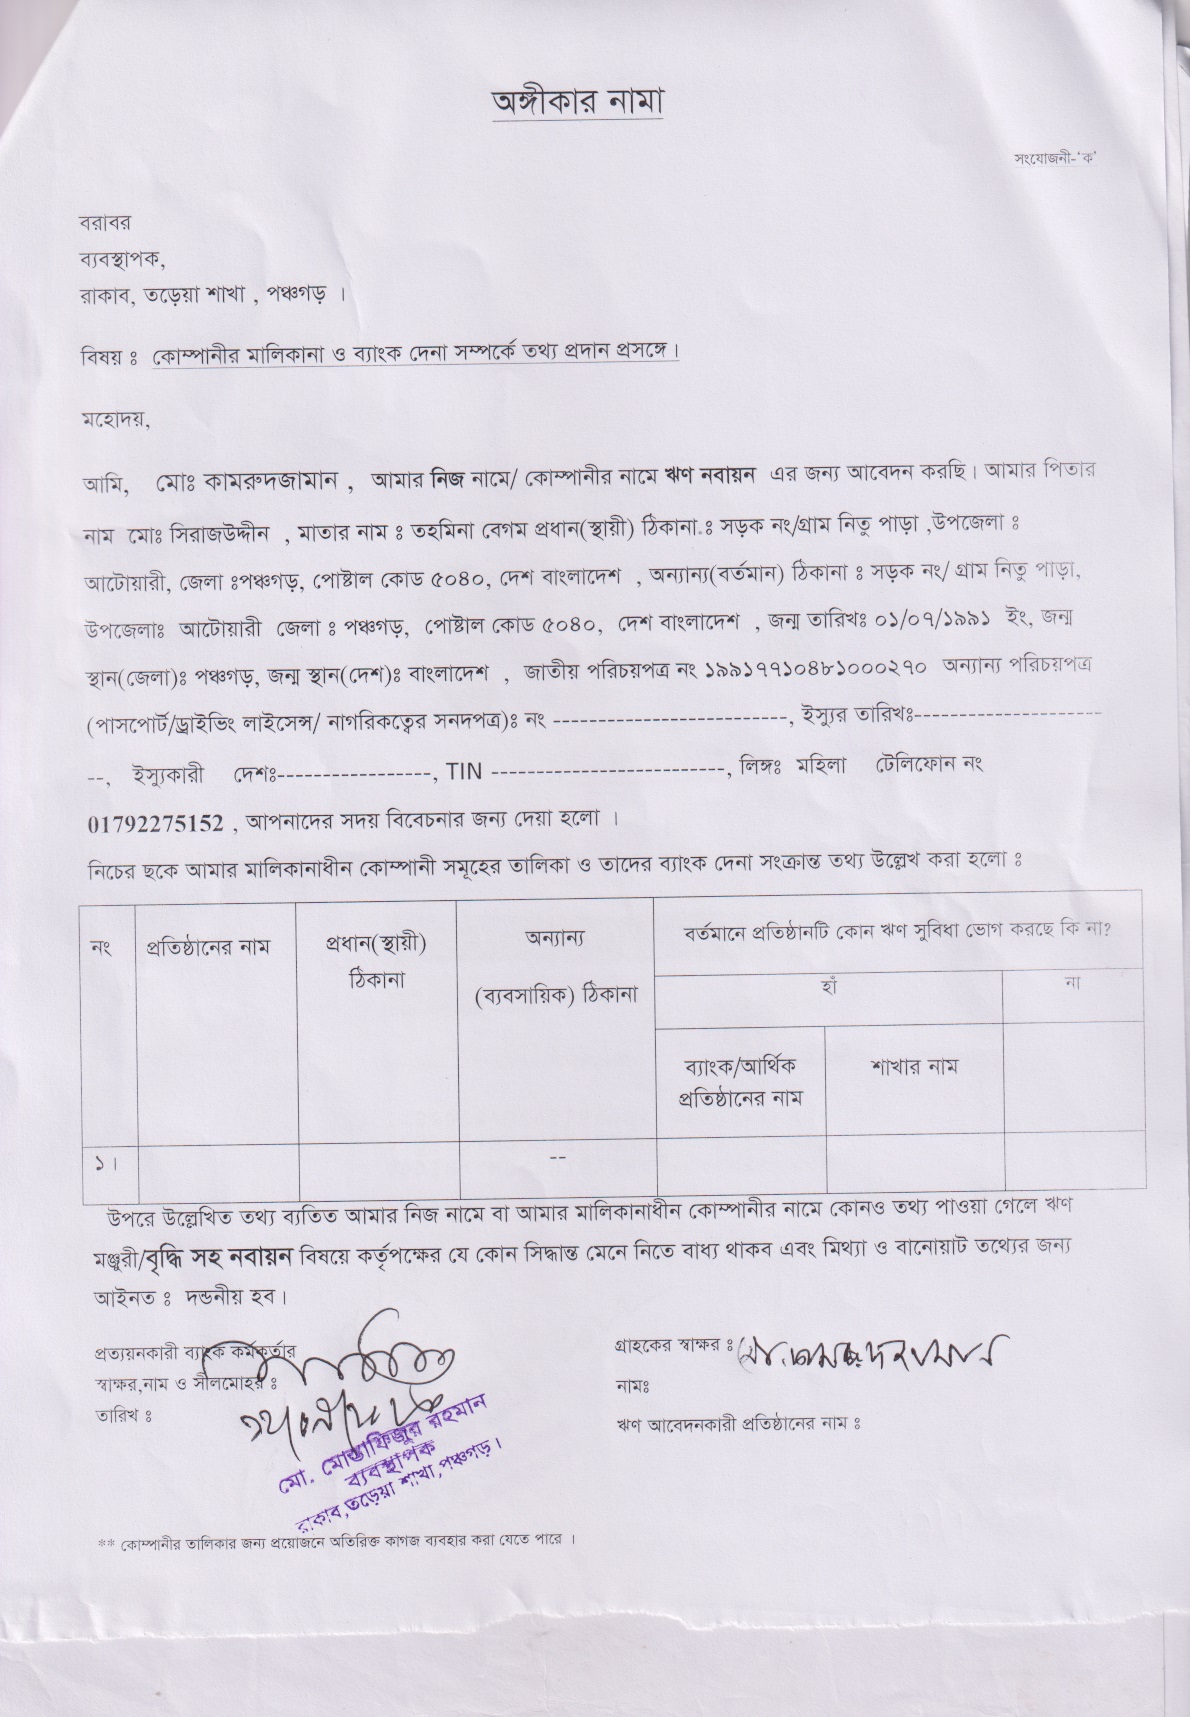 অঙ্গীকার নামা
সংযোজনী-‘ক’
বরাবর
ব্যবস্থাপক,
রাকাব, তড়েয়া শাখা , পঞ্চগড় ।
বিষয় ঃ কোম্পানীর মালিকানা ও ব্যাংক দেনা সম্পর্কে তথ্য প্রদান প্রসঙ্গে।
মহোদয়,
আমি, মোঃ কামরুদজামান , আমার নিজ নামে/ কোম্পানীর নামে ঋণ নবায়ন এর জন্য আবেদন করছি। আমার পিতার
নাম মোঃ সিরাজউদ্দীন , মাতার নাম ঃ তহমিনা বেগম প্রধান(স্থায়ী) ঠিকানা.ঃ সড়ক নং/গ্রাম নিতু পাড়া ,উপজেলা ঃ
আটোয়ারী, জেলা ঃপঞ্চগড়, পোষ্টাল কোড ৫০৪০, দেশ বাংলাদেশ , অন্যান্য(বর্তমান) ঠিকানা ঃ সড়ক নং/ গ্রাম নিতু পাড়া,
উপজেলাঃ আটোয়ারী জেলা ঃ পঞ্চগড়, পোষ্টাল কোড ৫০৪০, দেশ বাংলাদেশ , জন্ম তারিখঃ ০১/০৭/১৯৯১ ইং, জন্ম
স্থান(জেলা)ঃ পঞ্চগড়, জন্ম স্থান(দেশ)ঃ বাংলাদেশ , জাতীয় পরিচয়পত্র নং ১৯৯১৭৭১০৪৮১০০০২৭০ অন্যান্য পরিচয়পত্র
(পাসপোর্ট/ড্রাইভিং লাইসেন্স/ নাগরিকত্বের সনদপত্র)ঃ নং --------------------------, ইস্যুর তারিখঃ---------------------
--, ইস্যুকারী দেশঃ-----------------, TIN --------------------------, লিঙ্গঃ মহিলা টেলিফোন নং
01792275152 , আপনাদের সদয় বিবেচনার জন্য দেয়া হলো ।
নিচের ছকে আমার মালিকানাধীন কোম্পানী সমূহের তালিকা ও তাদের ব্যাংক দেনা সংক্রান্ত তথ্য উল্লেখ করা হলো ঃ
নং প্রতিষ্ঠানের নাম প্রধান(স্থায়ী) অন্যান্য বর্তমানে প্রতিষ্ঠানটি কোন ঋণ সুবিধা ভোগ করছে কি না?
ঠিকানা (ব্যবসায়িক) ঠিকানা হাঁ না
ব্যাংক/আর্থিক শাখার নাম
প্রতিষ্ঠানের নাম
১। --
উপরে উল্লেখিত তথ্য ব্যতিত আমার নিজ নামে বা আমার মালিকানাধীন কোম্পানীর নামে কোনও তথ্য পাওয়া গেলে ঋণ
মঞ্জুরী/বৃদ্ধি সহ নবায়ন বিষয়ে কর্তৃপক্ষের যে কোন সিদ্ধান্ত মেনে নিতে বাধ্য থাকব এবং মিথ্যা ও বানোয়াট তথ্যের জন্য
আইনত ঃ দন্ডনীয় হব।
প্রত্যয়নকারী ব্যাংক কর্মকর্তার
স্বাক্ষর,নাম ও সীলমোহর ঃ
তারিখ ঃ
গ্রাহকের স্বাক্ষর ঃ
নামঃ
ঋণ আবেদনকারী প্রতিষ্ঠানের নাম ঃ
মো. মোস্তাফিজুর রহমান
ব্যবস্থাপক
রাকাব,তড়েয়া শাখা,পঞ্চগড়।
** কোম্পানীর তালিকার জন্য প্রয়োজনে অতিরিক্ত কাগজ ব্যবহার করা যেতে পারে ।